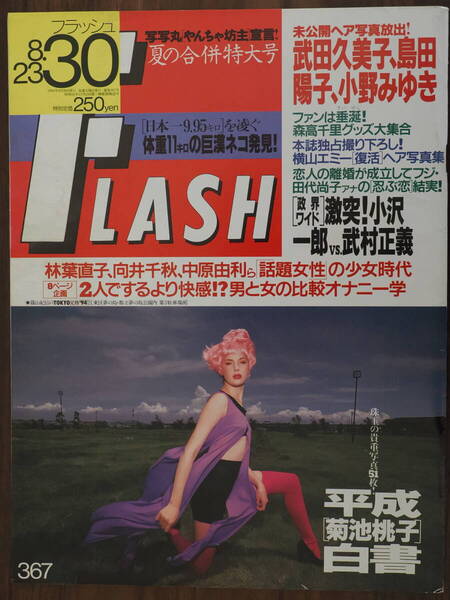 フラッシュ
8・30
23
特別定価250yen
写写丸「やんちゃ坊主」宣言!
夏の合併特大号
FLASH
[日本一9.95キロ]を凌ぐ
体重11キロの巨漢ネコ発見!
未公開ヘア写真放出!
武田久美子、島田
陽子、小野みゆき
ファンは垂涎!
森高千里グッズ大集合
本誌独占撮り下ろし!
横山エミー「復活」ヘア写真集
恋人の離婚が成立してフジ・
田代尚子アナの「忍ぶ恋」結実!
[政界ワイド]激突!小沢
一郎vs.武村正義
林葉直子、向井千秋、中原由利ら「話題女性」の少女時代
8ページ企画 2人でするより快感!?男と女の比較オナニー学
珠玉の貴重写真51枚!
平成
[菊池桃子]
白書
367